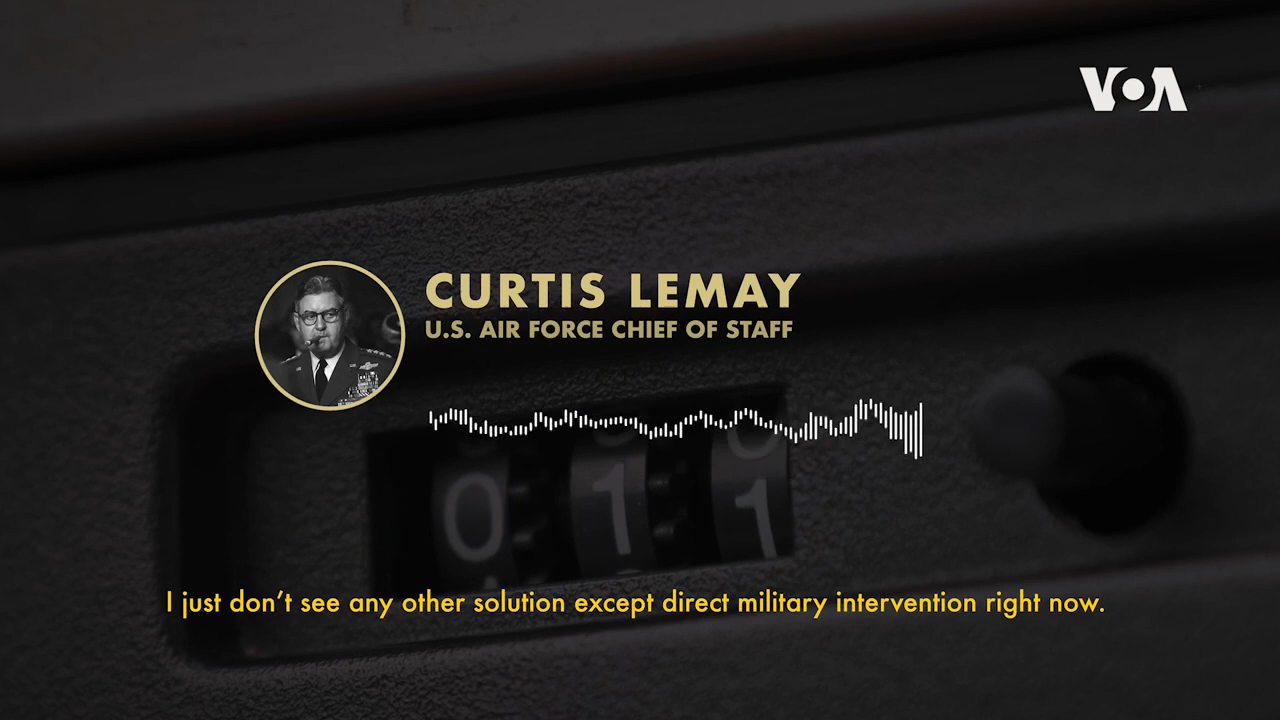 VOA
CURTIS LEMAY
U.S. AIR FORCE CHIEF OF STAFF
0 1 1
I just don't see any other solution except direct military intervention right now.